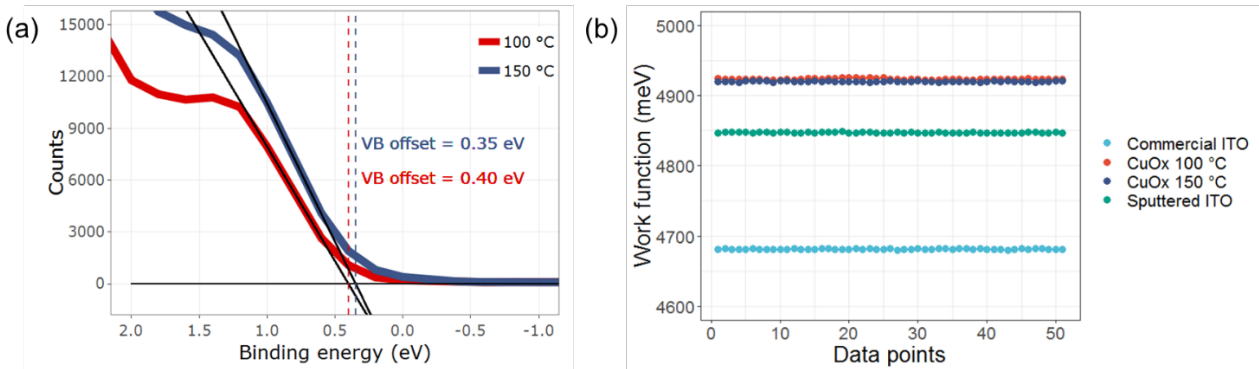 (a)
Counts
15000
12000
9000
6000
3000
0
100 °C
150 °C
VB offset = 0.35 eV
VB offset = 0.40 eV
2.0 1.5 1.0 0.5 0.0 -0.5 -1.0
Binding energy (eV)
(b)
Work function (meV)
5000
4900
4800
4700
4600
0 10 20 30 40 50
Data points
Commercial ITO
CuOx 100 °C
CuOx 150 °C
Sputtered ITO